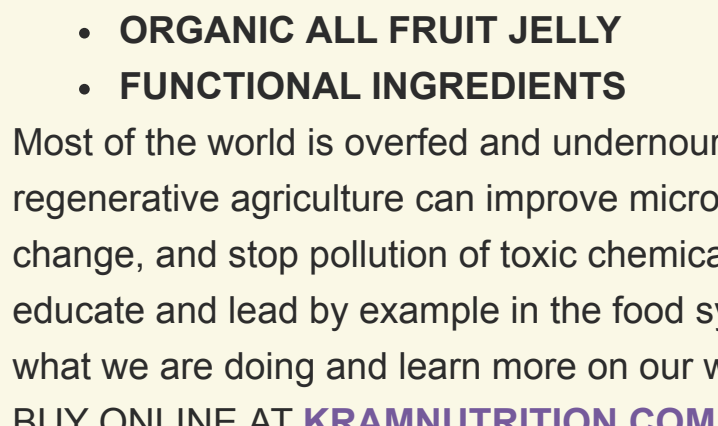 • ORGANIC ALL FRUIT JELLY
• FUNCTIONAL INGREDIENTS
Most of the world is overfed and undernour
regenerative agriculture can improve micro
change, and stop pollution of toxic chemica
educate and lead by example in the food sy
what we are doing and learn more on our w
BUY ONLINE AT KRAMNUTRITION.COM